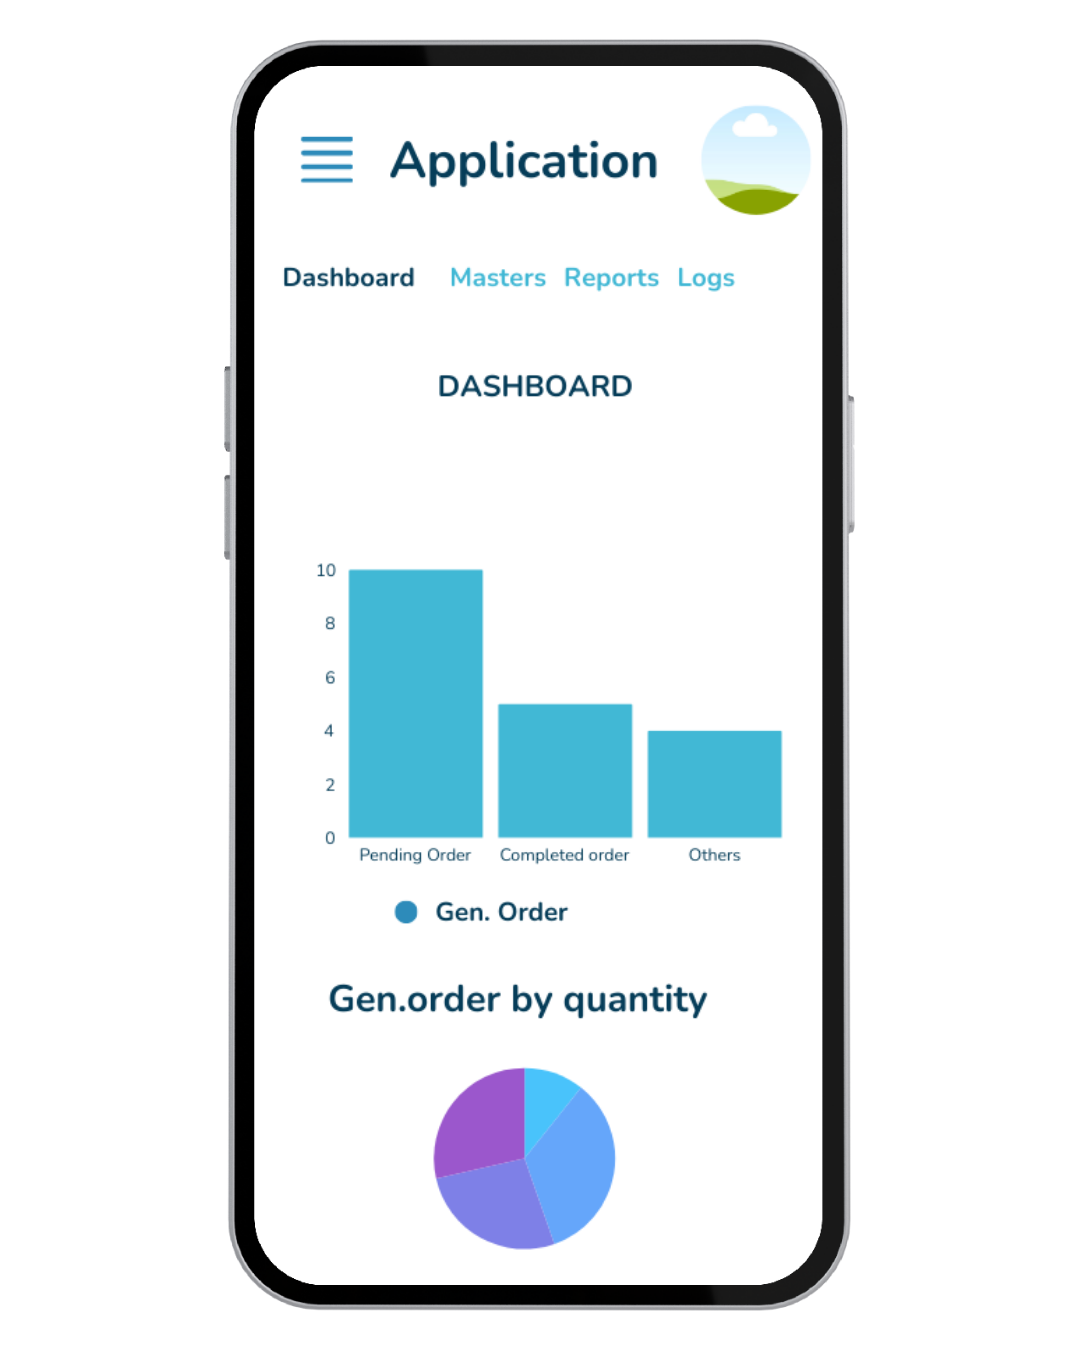 Application
Dashboard Masters Reports Logs
DASHBOARD
10
8
6
4
2
0
Pending Order Completed order Others
Gen. Order
Gen.order by quantity